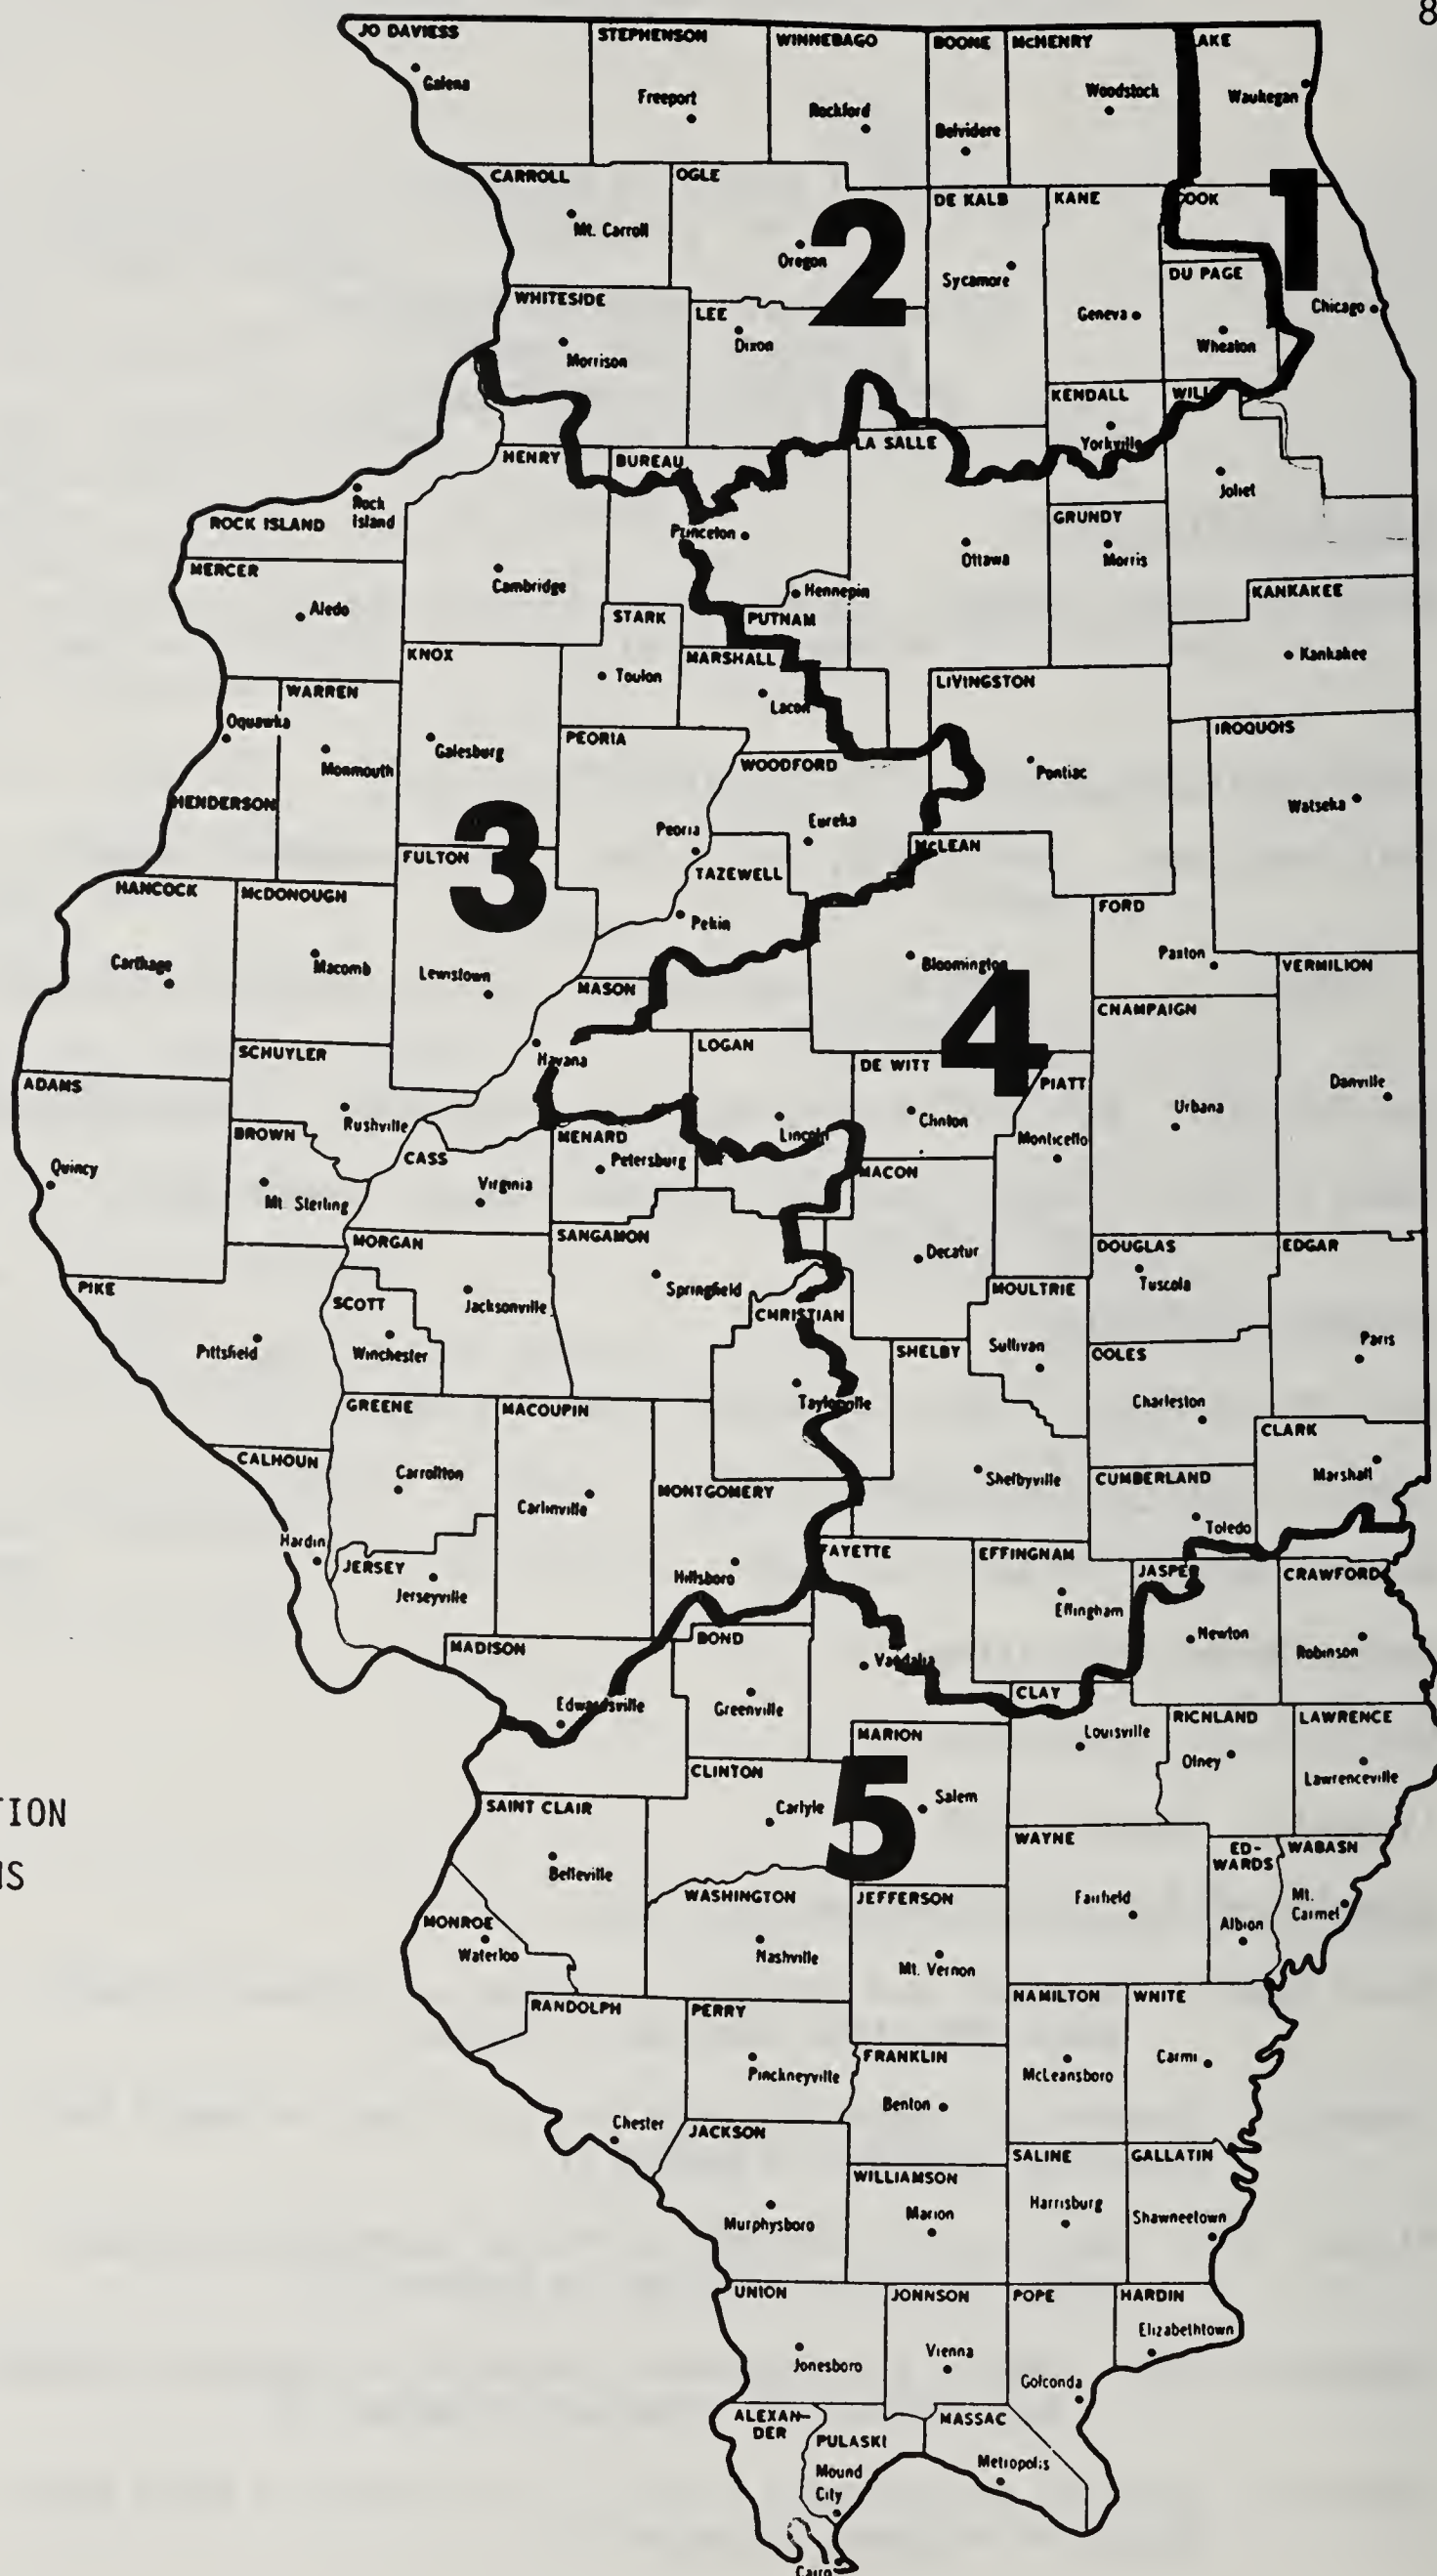 8
JO DAVIESS
Galena
STEPHENSON
Freeport
WINNEBAGO
Rockford
BOONE
Belvidere
McHENRY
Woodstock
LAKE
Waukegan
CARROLL
Mt. Carroll
OGLE
Oregon
2
DE KALB
Sycamore
KANE
Geneva
COOK
1
Chicago
DU PAGE
Wheaton
WHITESIDE
Morrison
LEE
Dixon
KENDALL
Yorkville
WILL
Joliet
HENRY
Cambridge
BUREAU
Princeton
LA SALLE
Ottawa
GRUNDY
Morris
ROCK ISLAND
Rock
Island
MERCER
Aledo
STARK
Toulon
PUTNAM
Hennepin
KANKAKEE
Kankakee
KNOX
Galesburg
MARSHALL
Lacon
LIVINGSTON
Pontiac
IROQUOIS
Watseka
WARREN
Monmouth
Oquawka
HENDERSON
PEORIA
Peoria
WOODFORD
Eureka
3
FULTON
Lewistown
TAZEWELL
Pekin
McLEAN
Bloomington
FORD
Paxton
HANCOCK
Carthage
McDONOUGH
Macomb
MASON
Havana
4
VERMILION
Danville
CNAMPAIGN
Urbana
SCHUYLER
Rushville
LOGAN
Lincoln
DE WITT
Clinton
PIATT
Monticello
ADAMS
Quincy
BROWN
Mt. Sterling
CASS
Virginia
MENARD
Petersburg
MACON
Decatur
MORGAN
Jacksonville
SANGAMON
Springfield
DOUGLAS
Tuscola
EDGAR
Paris
PIKE
Pittsfield
SCOTT
Winchester
CHRISTIAN
Taylorville
MOULTRIE
Sullivan
SHELBY
Shelbyville
COLES
Charleston
GREENE
Carrollton
MACOUPIN
Carlinville
CLARK
Marshall
CALHOUN
Hardin
MONTGOMERY
Hillsboro
CUMBERLAND
Toledo
JERSEY
Jerseyville
FAYETTE
Vandalia
EFFINGNAM
Effingham
JASPER
Newton
CRAWFORD
Robinson
MADISON
Edwardsville
BOND
Greenville
CLAY
Louisville
RICNLAND
Olney
LAWRENCE
Lawrenceville
MARION
Salem
CLINTON
Carlyle
5
TION
NS
SAINT CLAIR
Belleville
WAYNE
Fairfield
ED-
WARDS
Albion
WABASN
Mt.
Carmel
WASHINGTON
Nashville
JEFFERSON
Mt. Vernon
MONROE
Waterloo
RANDOLPH
Chester
PERRY
Pinckneyville
NAMILTON
McLeansboro
WNITE
Carmi
FRANKLIN
Benton
JACKSON
Murphysboro
WILLIAMSON
Marion
SALINE
Harrisburg
GALLATIN
Shawneetown
UNION
Jonesboro
JONNSON
Vienna
POPE
Golconda
HARDIN
Elizabethtown
ALEXAN-
DER
PULASKI
Mound
City
MASSAC
Metropolis
Cairo